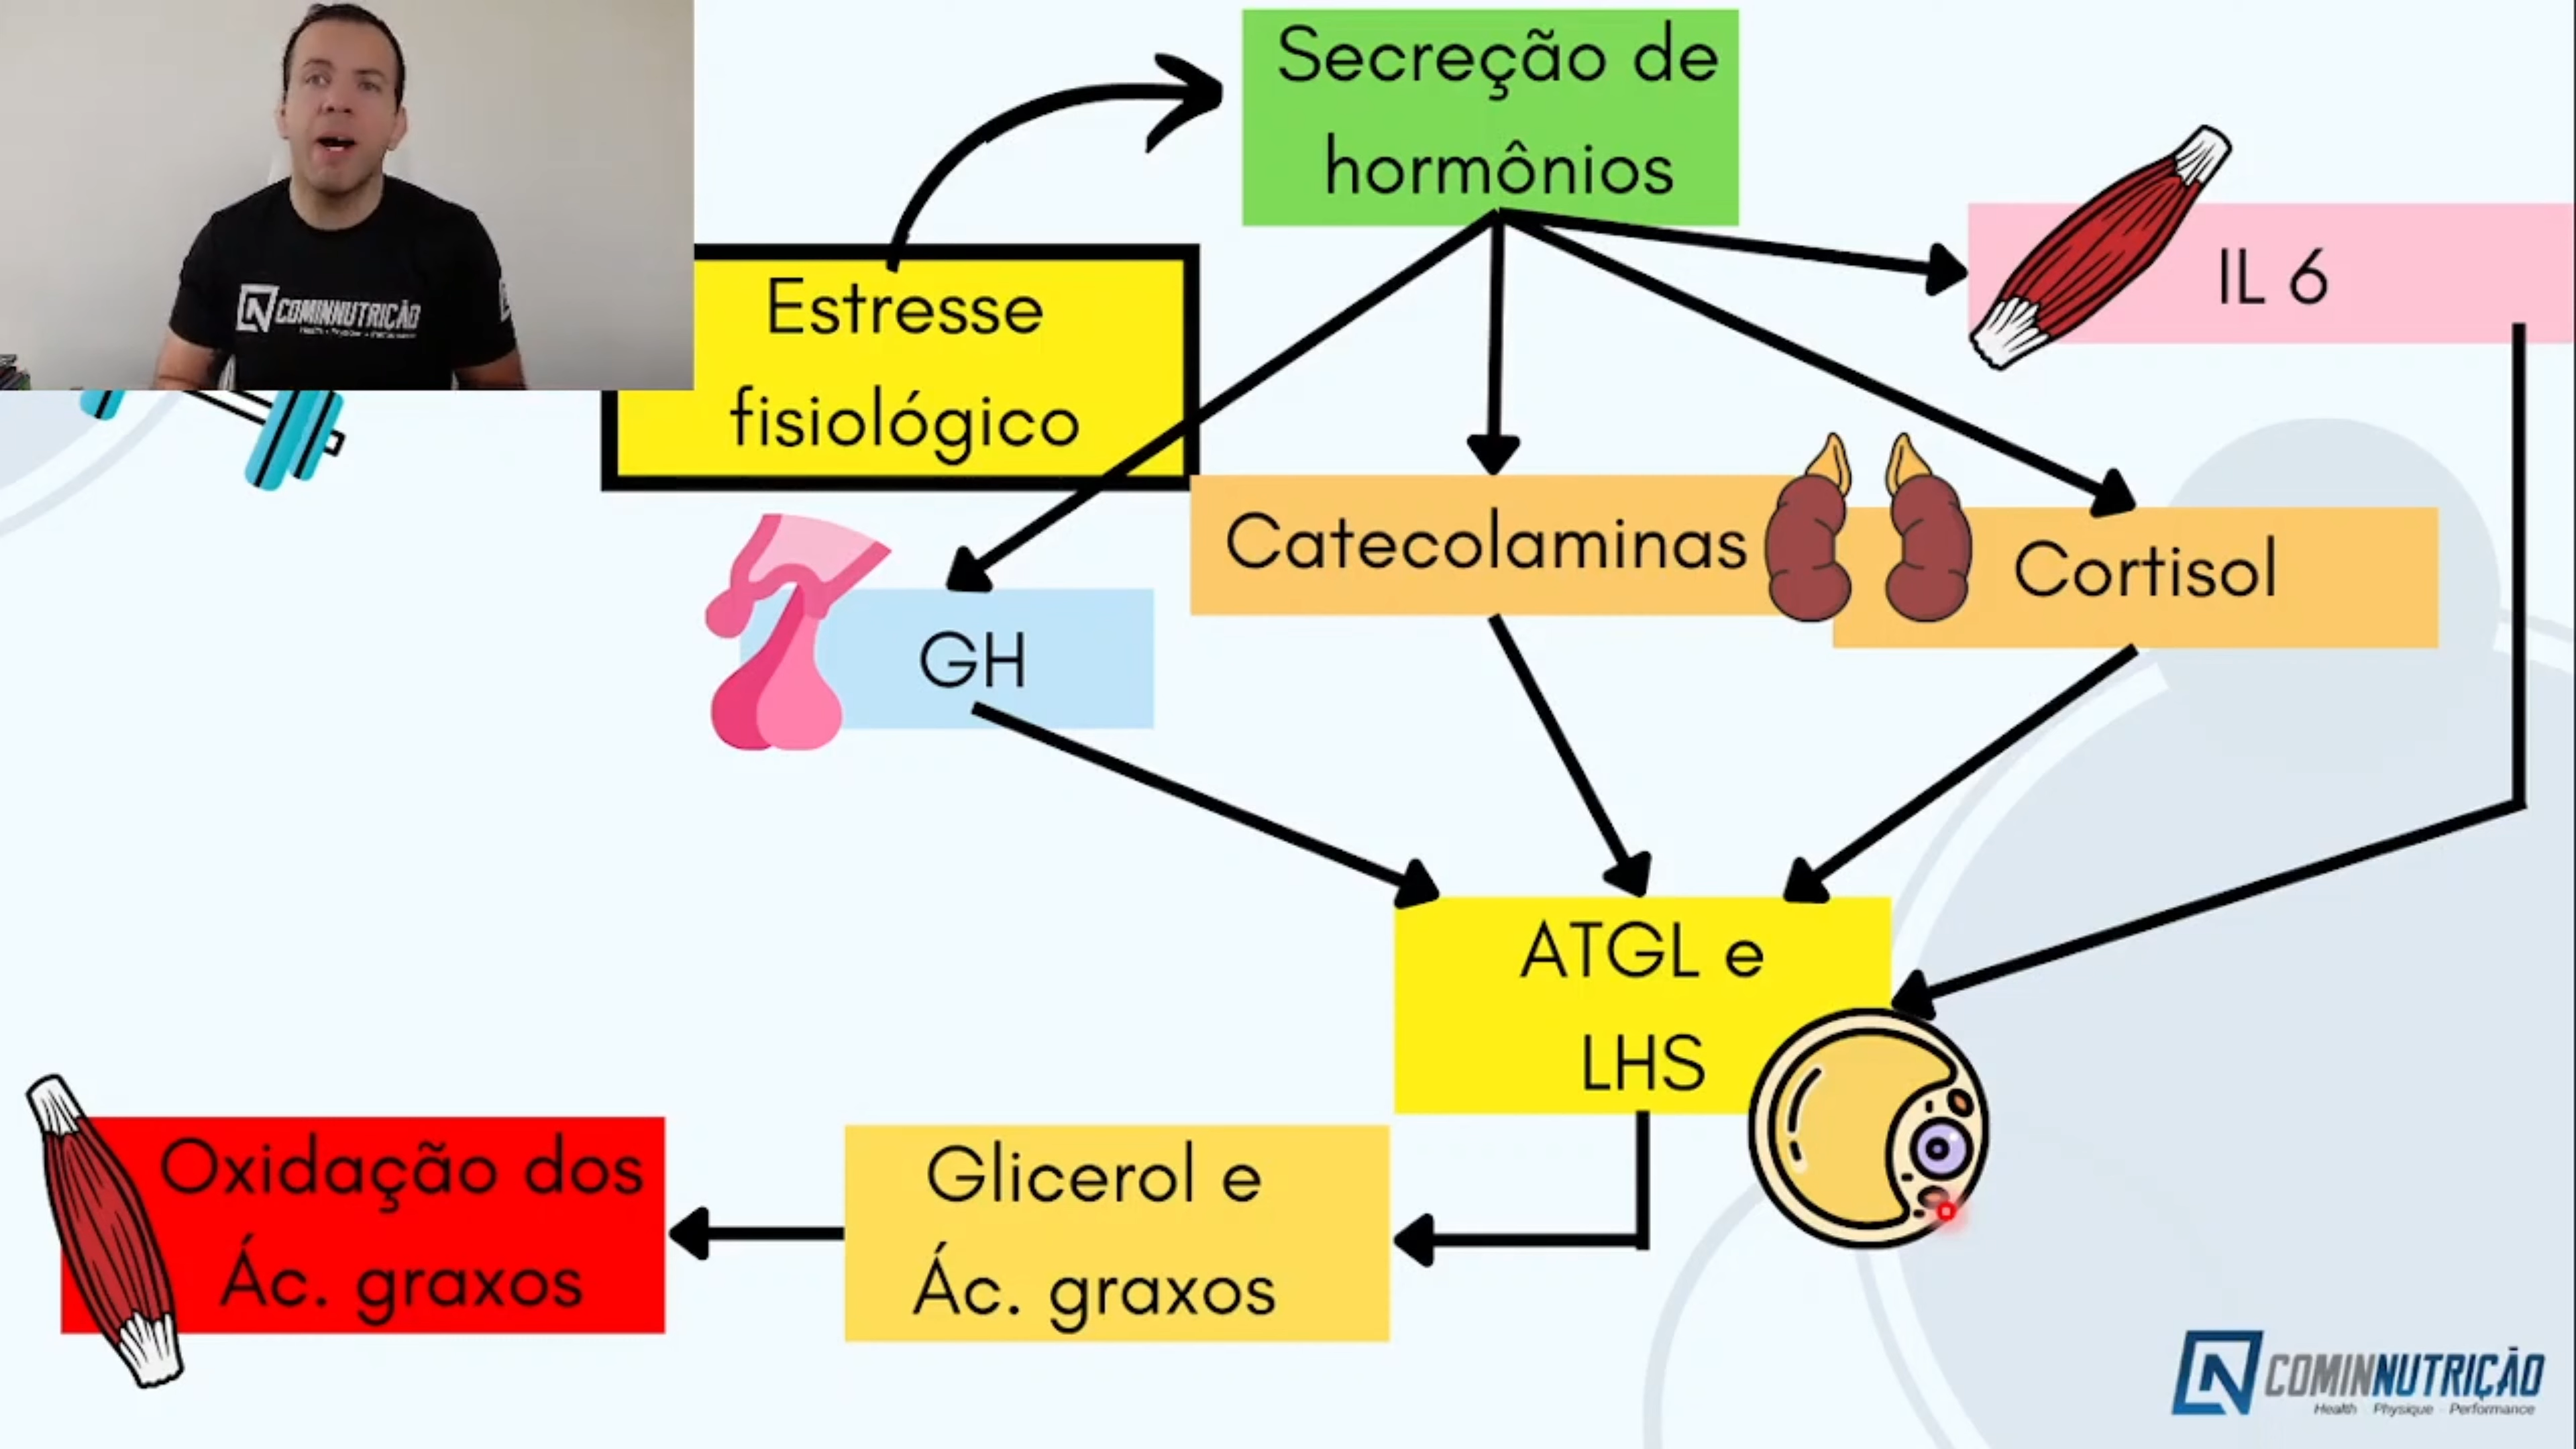 Secreção de
hormônios
IL 6
Estresse
fisiológico
COMINNUTRIÇÃO
Catecolaminas
Cortisol
GH
ATGL e
LHS
Glicerol e
Ác. graxos
Oxidação dos
Ác. graxos
COMINNUTRIÇÃO
Health Physique Performance